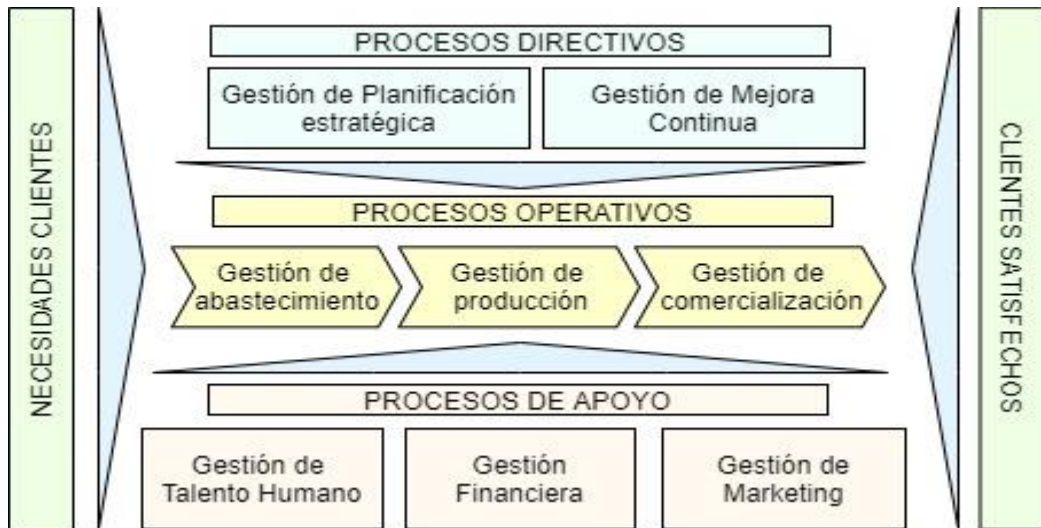 NECESIDADES CLIENTES
PROCESOS DIRECTIVOS
Gestión de Planificación
estratégica
Gestión de Mejora
Continua
PROCESOS OPERATIVOS
Gestión de
abastecimiento
Gestión de
producción
Gestión de
comercialización
PROCESOS DE APOYO
Gestión de
Talento Humano
Gestión
Financiera
Gestión de
Marketing
CLIENTES SATISFECHOS